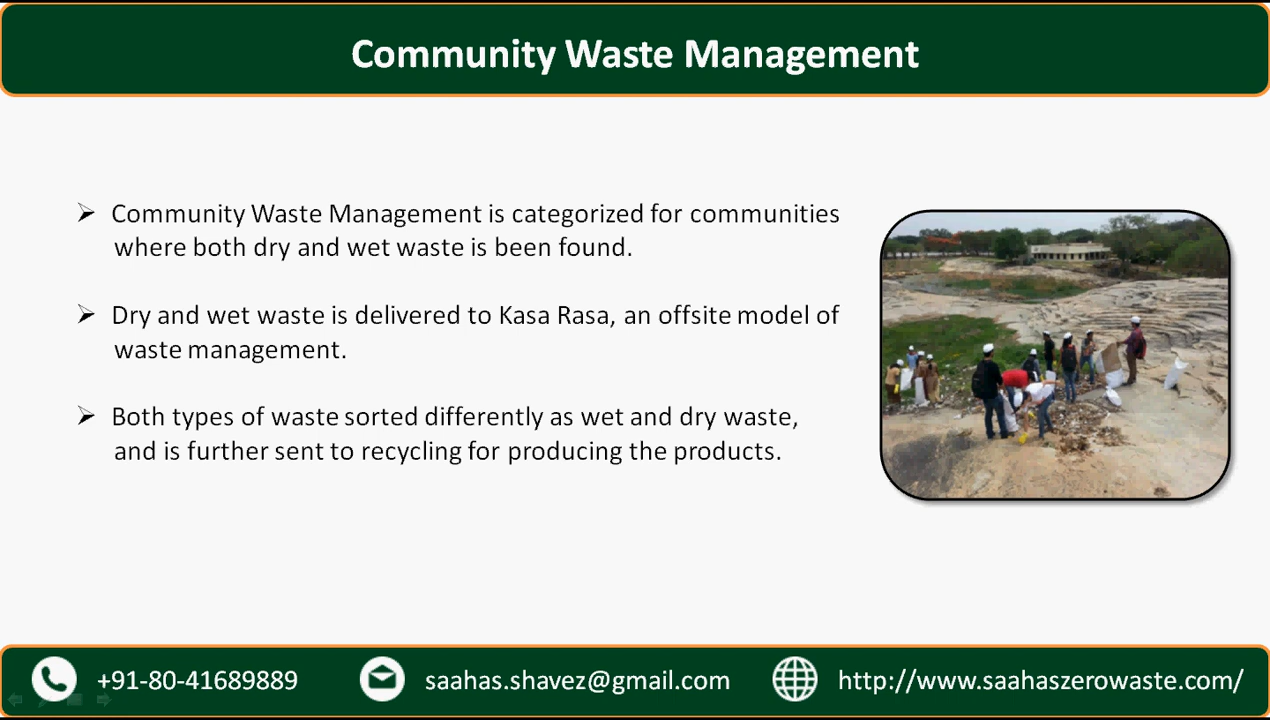 Community Waste Management
➢ Community Waste Management is categorized for communities
where both dry and wet waste is been found.
➢ Dry and wet waste is delivered to Kasa Rasa, an offsite model of
waste management.
➢ Both types of waste sorted differently as wet and dry waste,
and is further sent to recycling for producing the products.
+91-80-41689889 saahas.shavez@gmail.com http://www.saahaszerowaste.com/